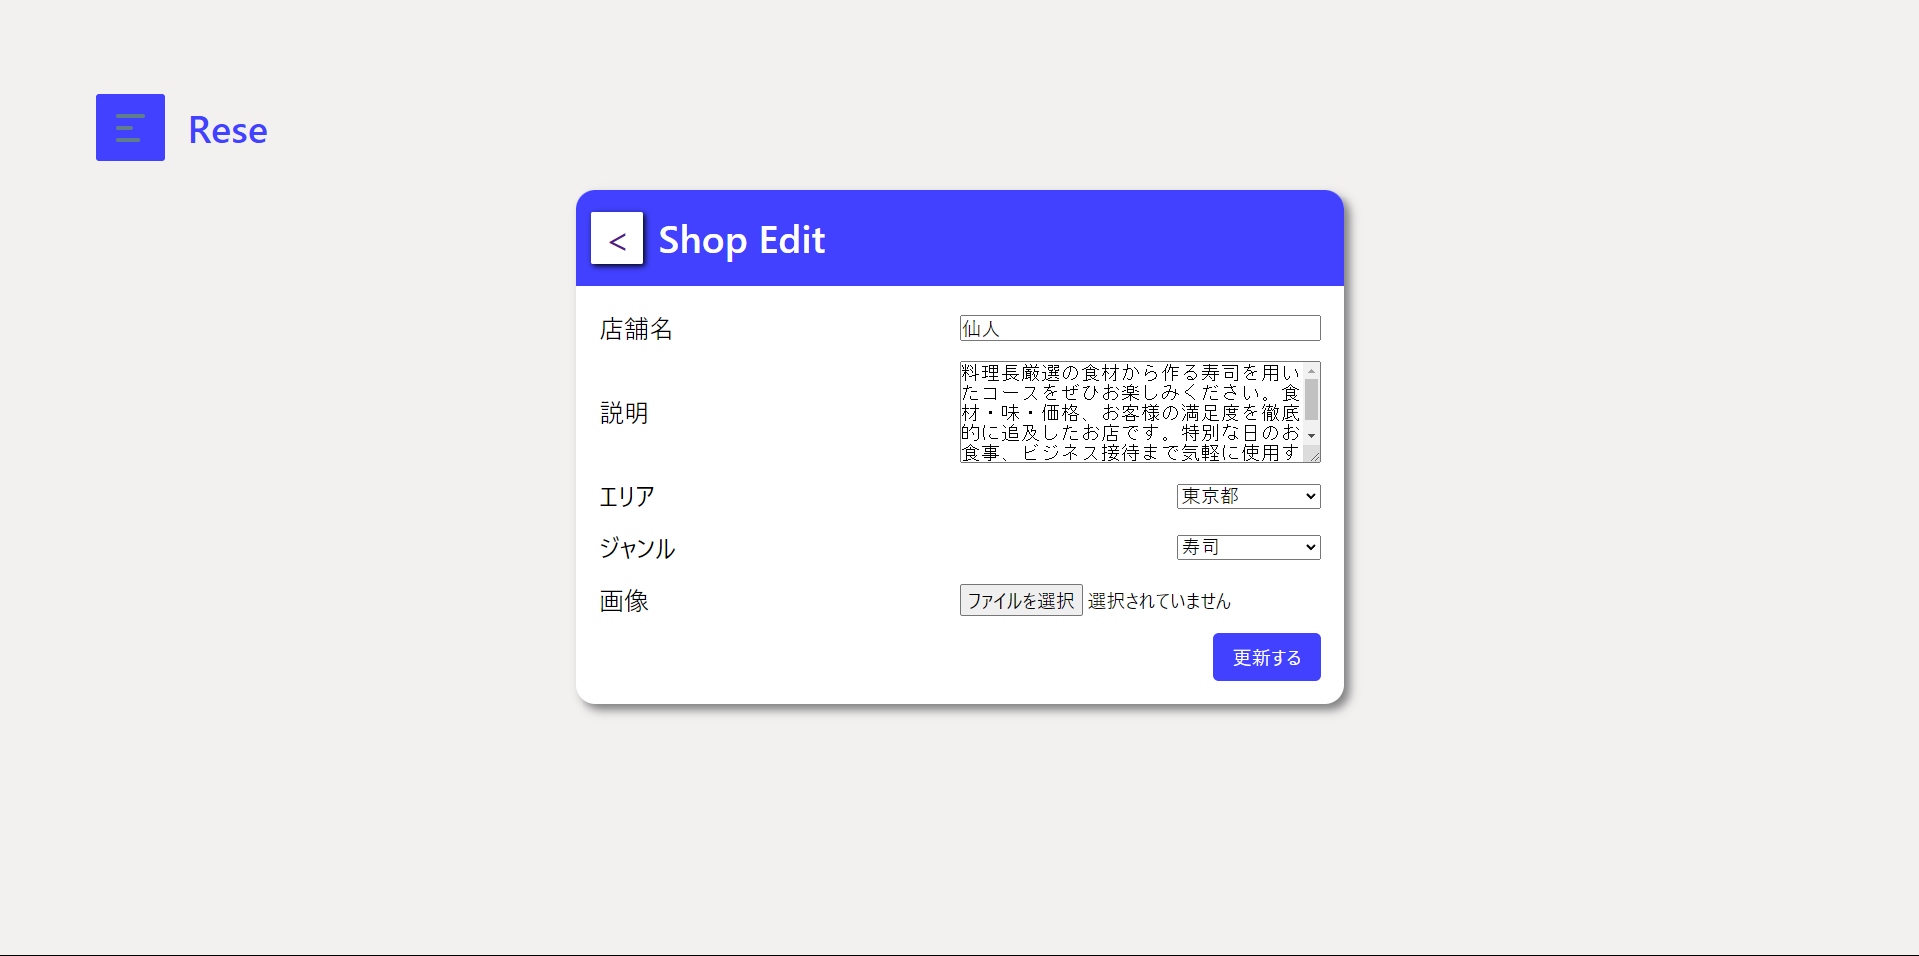 Rese
< Shop Edit
店舗名 仙人
説明
料理長厳選の食材から作る寿司を用い
たコースをぜひお楽しみください。食
材・味・価格、お客様の満足度を徹底
的に追及したお店です。特別な日のお
食事、ビジネス接待まで気軽に使用す
エリア 東京都
ジャンル 寿司
画像 ファイルを選択 選択されていません
更新する